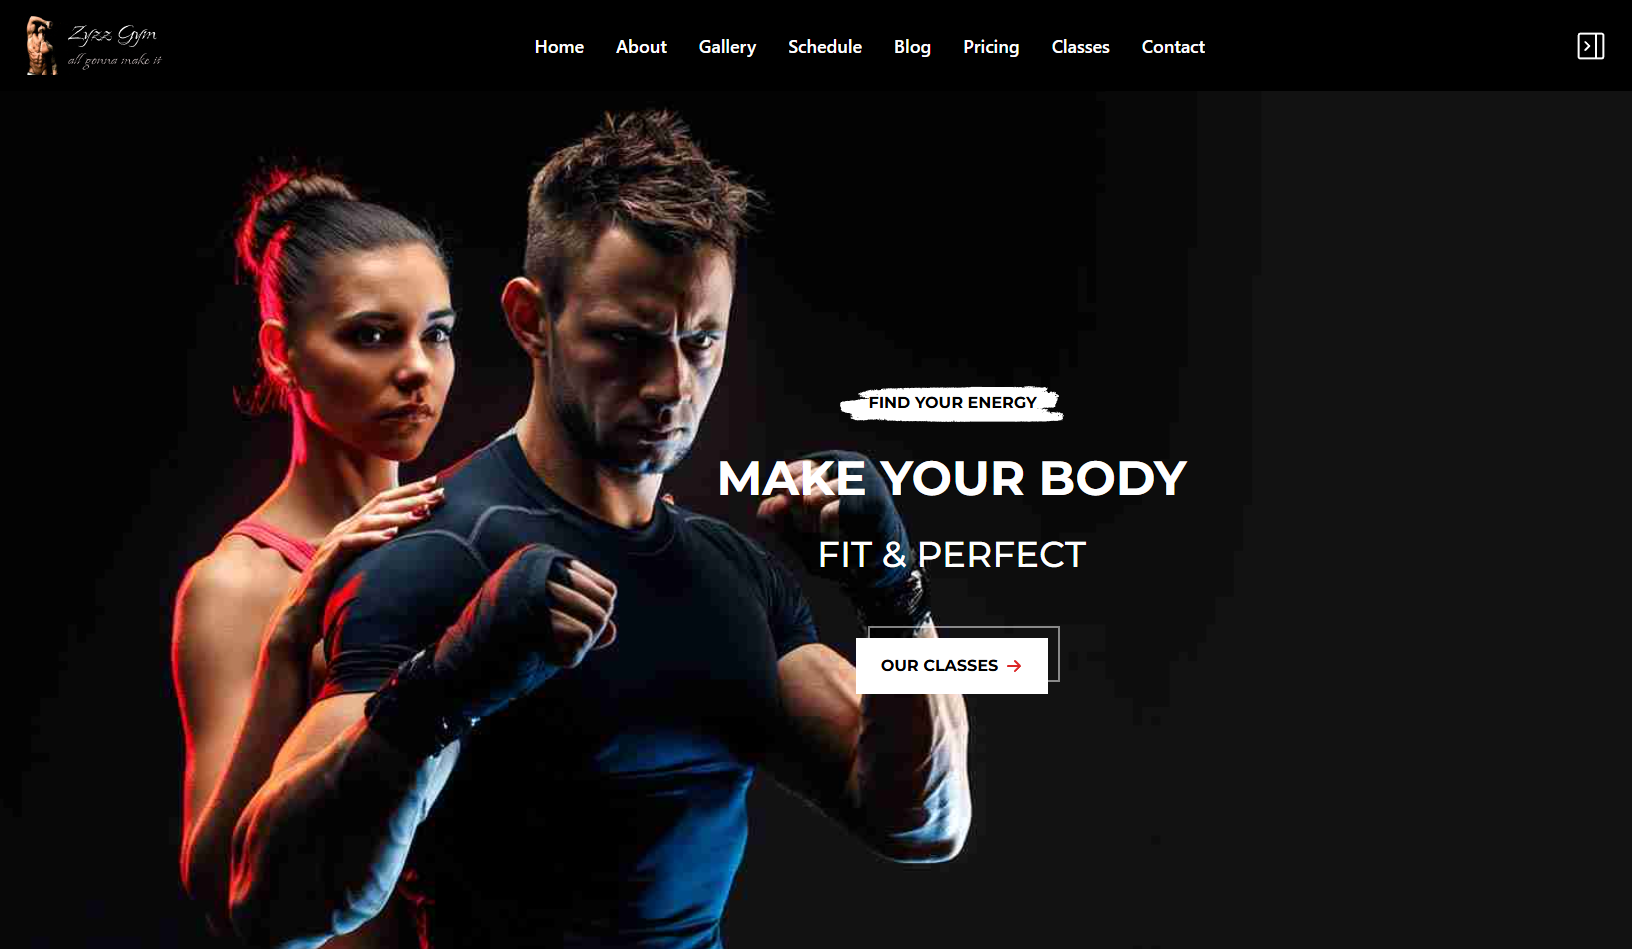 Zyzz Gym
all gonna make it
Home About Gallery Schedule Blog Pricing Classes Contact
FIND YOUR ENERGY
MAKE YOUR BODY
FIT & PERFECT
OUR CLASSES →